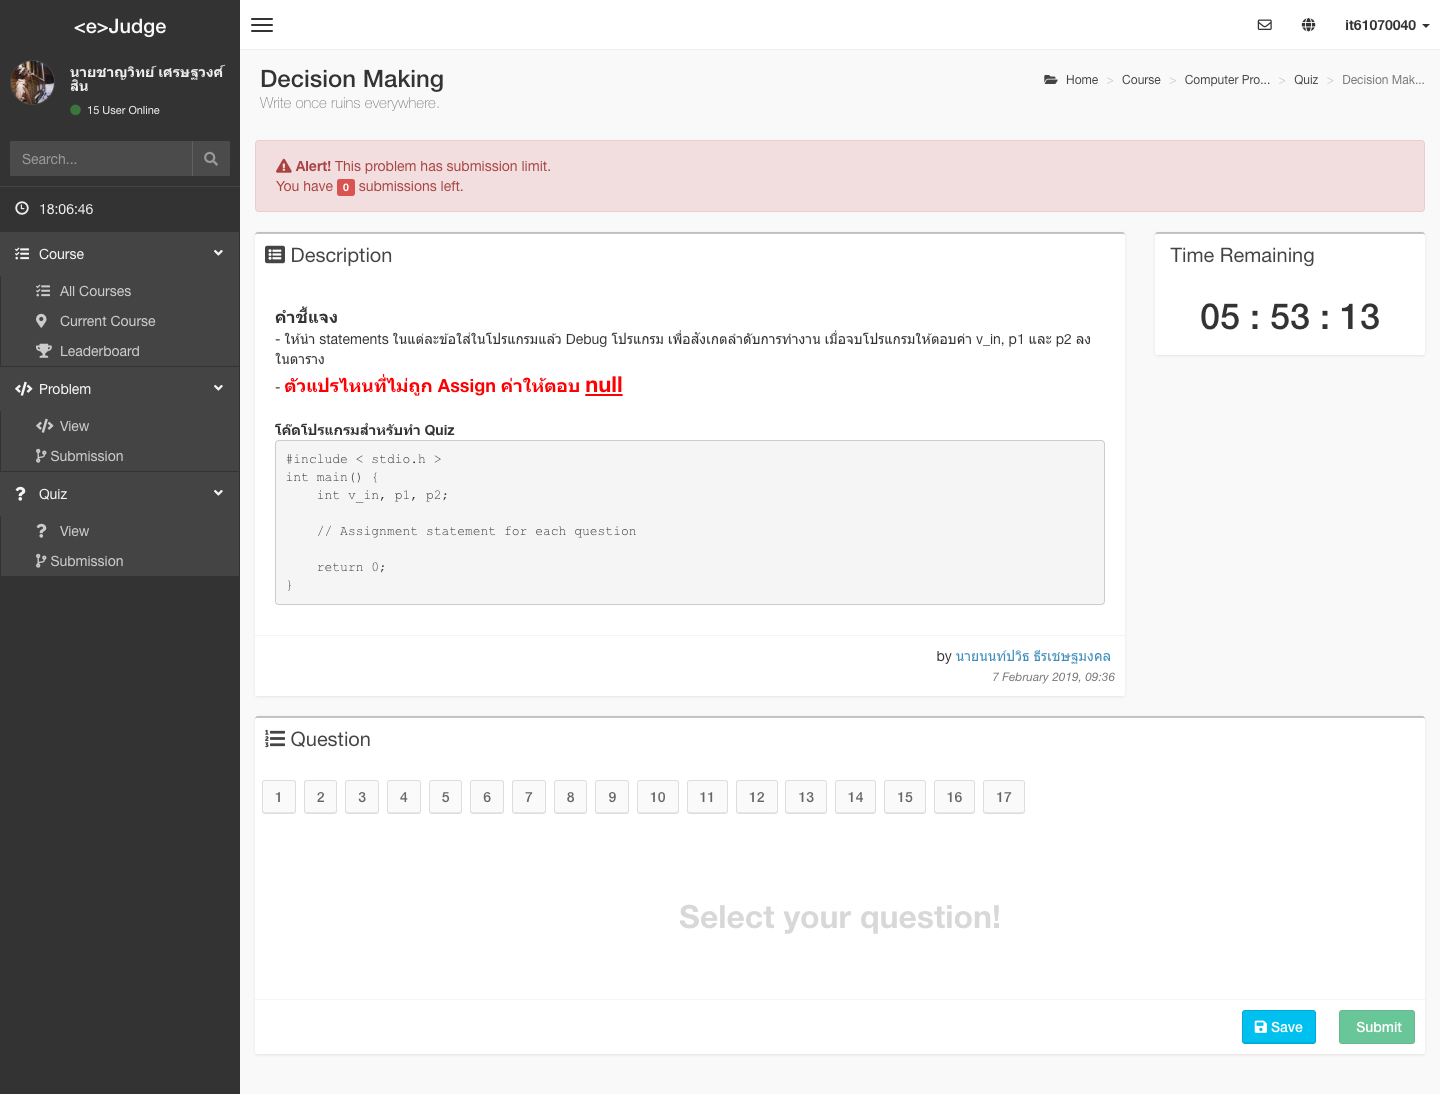 <e>Judge
นายชาญวิทย์ เศรษฐวงศ์
สิน
15 User Online
Search...
18:06:46
Course
All Courses
Current Course
Leaderboard
Problem
View
Submission
Quiz
View
Submission
it61070040
Decision Making
Write once ruins everywhere.
Home > Course > Computer Pro... > Quiz > Decision Mak...
Alert! This problem has submission limit.
You have 0 submissions left.
Description
คำชี้แจง
- ให้นำ statements ในแต่ละข้อใส่ในโปรแกรมแล้ว Debug โปรแกรม เพื่อสังเกตลำดับการทำงาน เมื่อจบโปรแกรมให้ตอบค่า v_in, p1 และ p2 ลง
ในตาราง
- ตัวแปรไหนที่ไม่ถูก Assign ค่าให้ตอบ null
โค๊ดโปรแกรมสำหรับทำ Quiz
#include < stdio.h >
int main() {
int v_in, p1, p2;
// Assignment statement for each question
return 0;
}
by นายนนท์ปวิธ ธีรเชษฐมงคล
7 February 2019, 09:36
Time Remaining
05 : 53 : 13
Question
1 2 3 4 5 6 7 8 9 10 11 12 13 14 15 16 17
Select your question!
Save
Submit